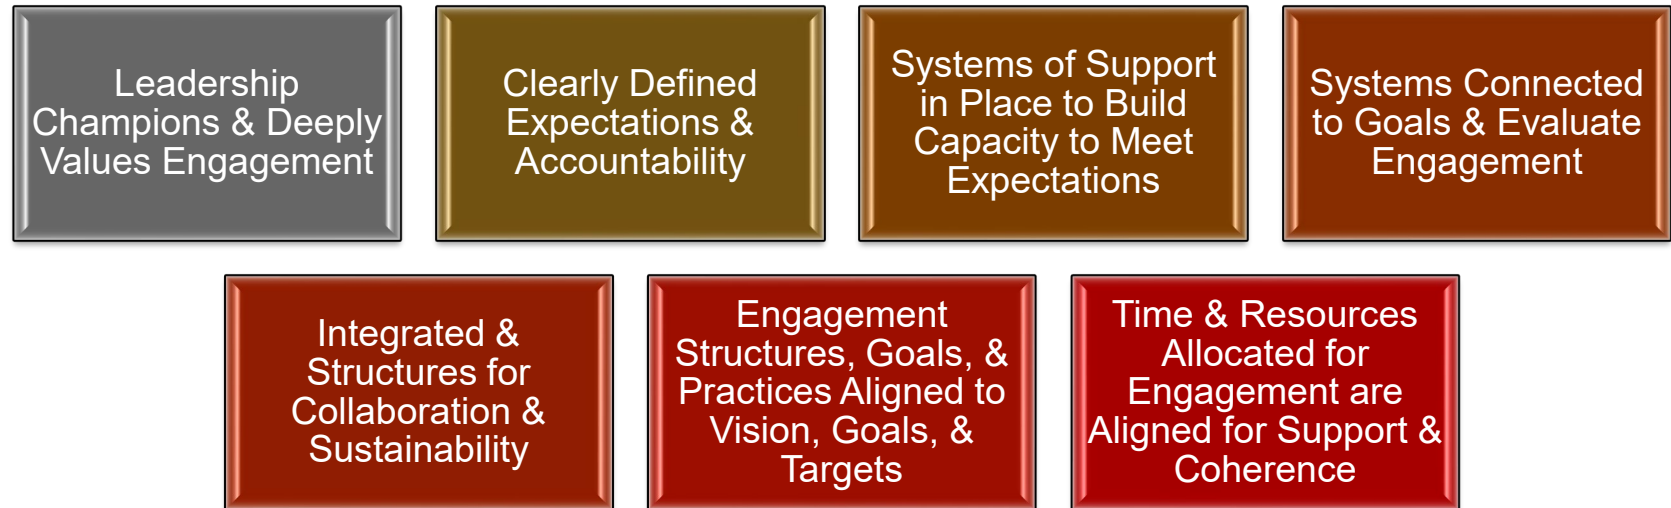 Leadership
Champions & Deeply
Values Engagement
Clearly Defined
Expectations &
Accountability
Systems of Support
in Place to Build
Capacity to Meet
Expectations
Systems Connected
to Goals & Evaluate
Engagement
Integrated &
Structures for
Collaboration &
Sustainability
Engagement
Structures, Goals, &
Practices Aligned to
Vision, Goals, &
Targets
Time & Resources
Allocated for
Engagement are
Aligned for Support &
Coherence